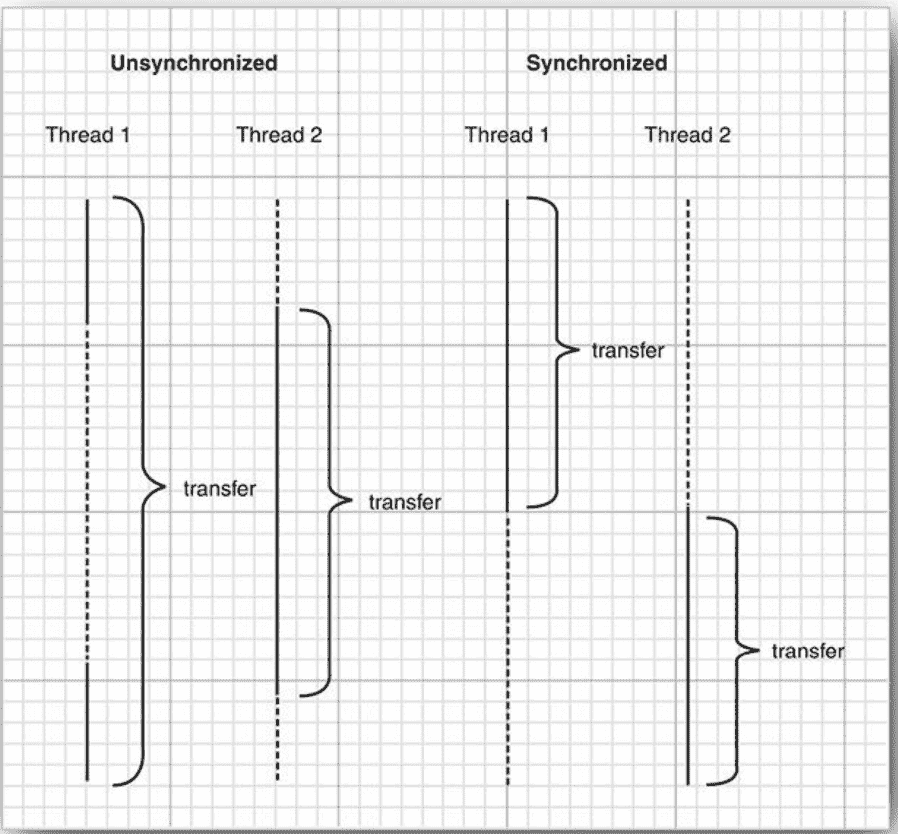 Unsynchronized Synchronized
Thread 1 Thread 2 Thread 1 Thread 2
transfer
transfer
transfer
transfer